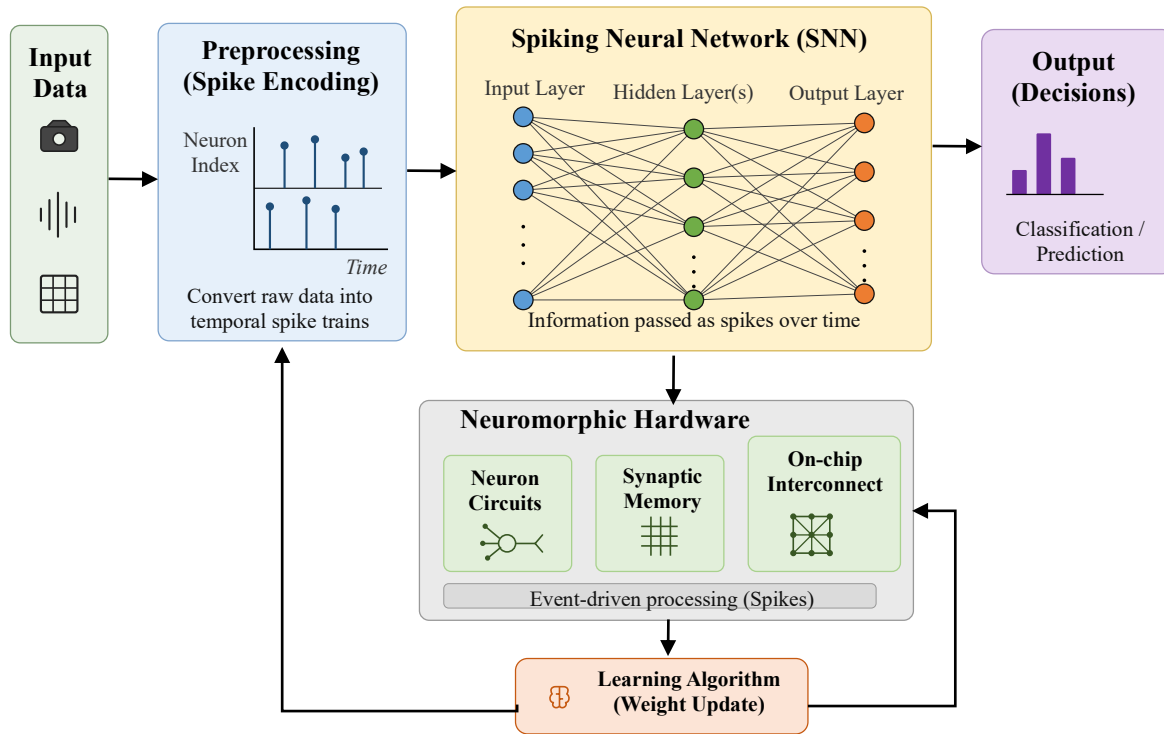 Input
Data
Preprocessing
(Spike Encoding)
Neuron
Index
Time
Convert raw data into
temporal spike trains
Spiking Neural Network (SNN)
Input Layer
Hidden Layer(s)
Output Layer
Information passed as spikes over time
Output
(Decisions)
Classification /
Prediction
Neuromorphic Hardware
Neuron
Circuits
Synaptic
Memory
On-chip
Interconnect
Event-driven processing (Spikes)
Learning Algorithm
(Weight Update)